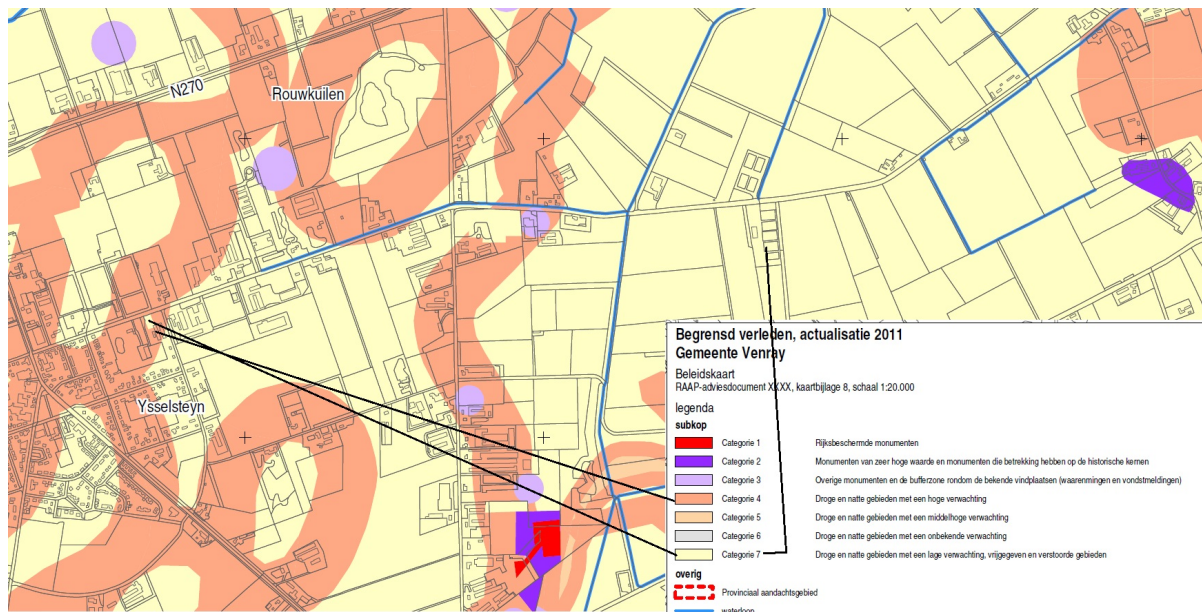 N270
Rouwkuilen
Ysselsteyn
Begrensd verleden, actualisatie 2011
Gemeente Venray
Beleidskaart
RAAP-adviesdocument XXXX, kaartbijlage 8, schaal 1:20.000
legenda
subkop
Categorie 1 Rijksbeschermde monumenten
Categorie 2 Monumenten van zeer hoge waarde en monumenten die betrekking hebben op de historische kernen
Categorie 3 Overige monumenten en de bufferzone rondom de bekende vindplaatsen (waarenmingen en vondstmeldingen)
Categorie 4 Droge en natte gebieden met een hoge verwachting
Categorie 5 Droge en natte gebieden met een middelhoge verwachting
Categorie 6 Droge en natte gebieden met een onbekende verwachting
Categorie 7 Droge en natte gebieden met een lage verwachting, vrijgegeven en verstoorde gebieden
overig
Provinciaal aandachtsgebied
waterloop